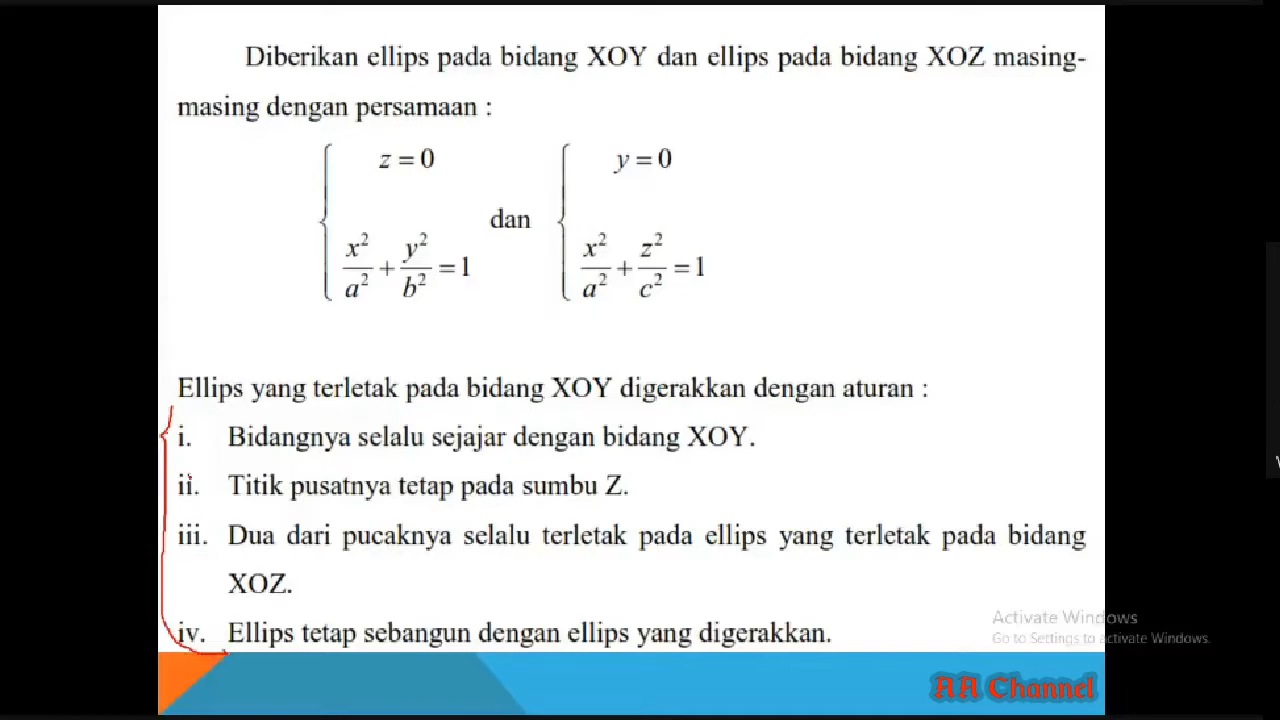 Diberikan ellips pada bidang XOY dan ellips pada bidang XOZ masing-
masing dengan persamaan :
z = 0 y = 0
dan
x²/a² + y²/b² = 1 x²/a² + z²/c² = 1
Ellips yang terletak pada bidang XOY digerakkan dengan aturan :
i. Bidangnya selalu sejajar dengan bidang XOY.
ii. Titik pusatnya tetap pada sumbu Z.
iii. Dua dari pucaknya selalu terletak pada ellips yang terletak pada bidang
XOZ.
iv. Ellips tetap sebangun dengan ellips yang digerakkan.
Activate Windows
Go to Settings to activate Windows.
AA Channel